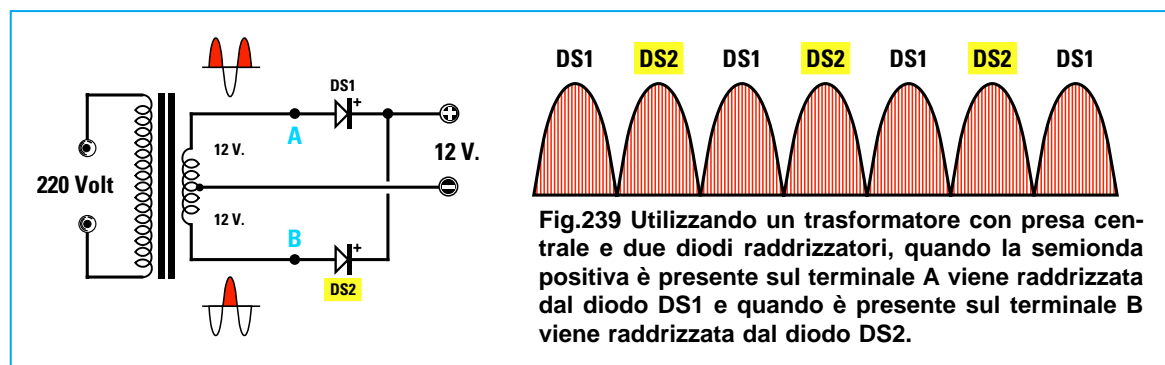 DS1
A
12 V.
220 Volt
12 V.
B
DS2
+
+
12 V.
DS1 DS2 DS1 DS2 DS1 DS2 DS1
Fig.239 Utilizzando un trasformatore con presa cen-
trale e due diodi raddrizzatori, quando la semionda
positiva è presente sul terminale A viene raddrizzata
dal diodo DS1 e quando è presente sul terminale B
viene raddrizzata dal diodo DS2.